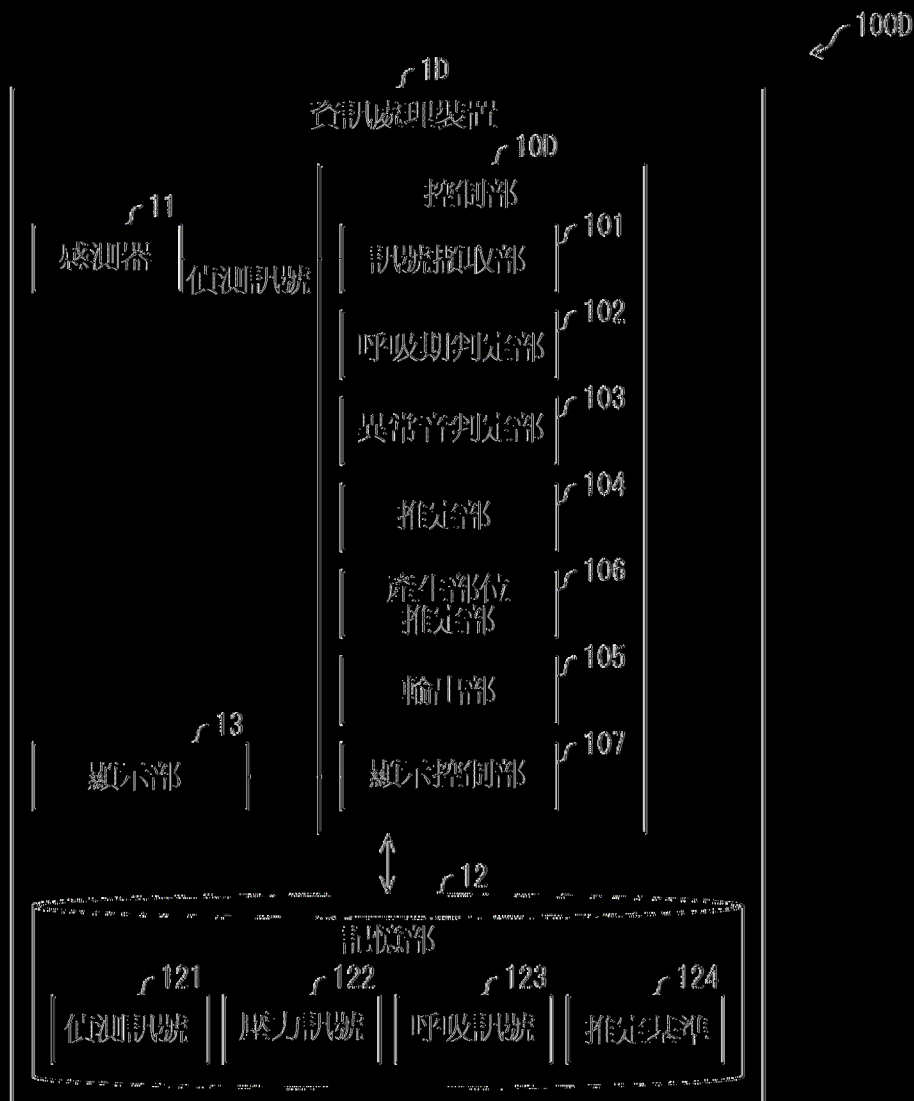 100D
1D
資訊處理裝置
10D
控制部
11
感測器
偵測訊號
101
訊號擷取部
102
呼吸期判定部
103
異常音判定部
104
推定部
106
產生部位
推定部
105
輸出部
13
顯示部
107
顯示控制部
12
記憶部
121
偵測訊號
122
壓力訊號
123
呼吸訊號
124
推定基準